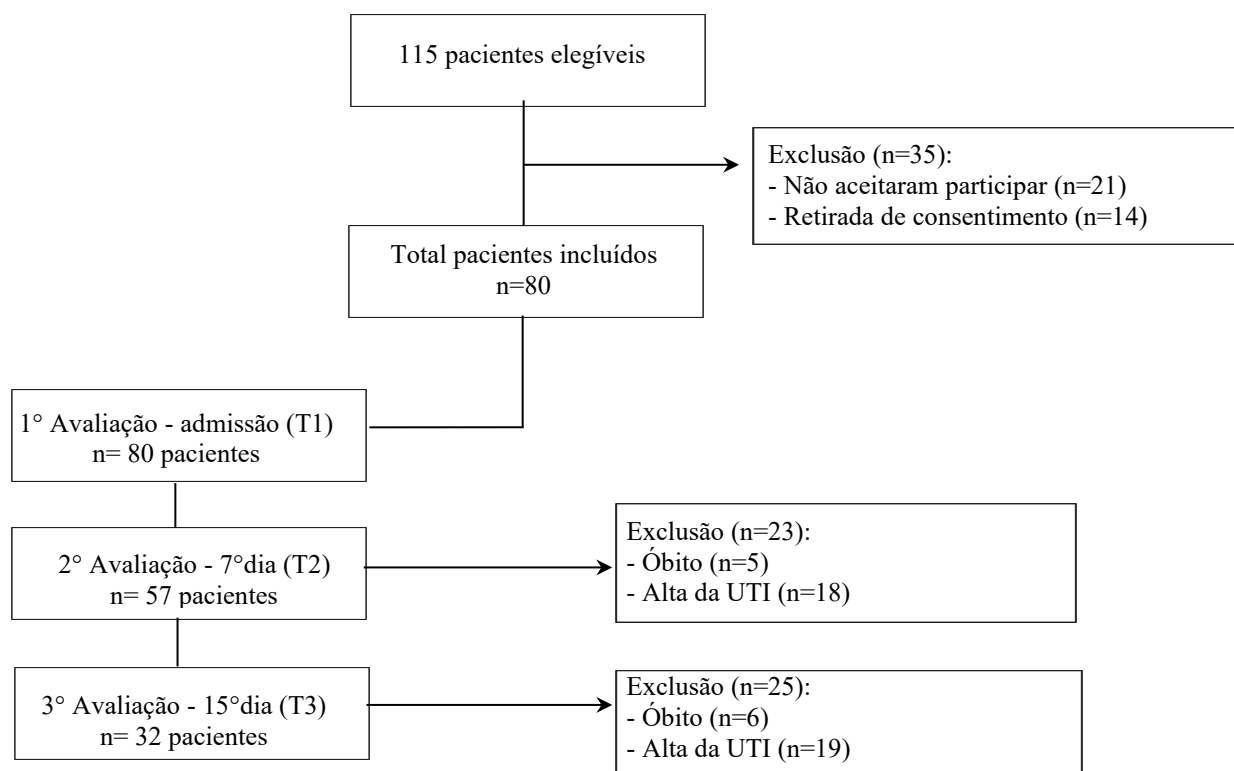 115 pacientes elegíveis
Exclusão (n=35):
- Não aceitaram participar (n=21)
- Retirada de consentimento (n=14)
Total pacientes incluídos
n=80
1° Avaliação - admissão (T1)
n= 80 pacientes
2° Avaliação - 7°dia (T2)
n= 57 pacientes
Exclusão (n=23):
- Óbito (n=5)
- Alta da UTI (n=18)
3° Avaliação - 15°dia (T3)
n= 32 pacientes
Exclusão (n=25):
- Óbito (n=6)
- Alta da UTI (n=19)